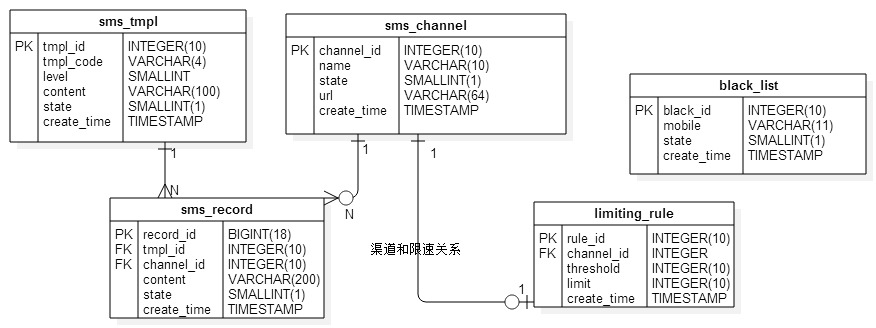 sms_tmpl
PK tmpl_id INTEGER(10)
tmpl_code VARCHAR(4)
level SMALLINT
content VARCHAR(100)
state SMALLINT(1)
create_time TIMESTAMP
sms_channel
PK channel_id INTEGER(10)
name VARCHAR(10)
state SMALLINT(1)
url VARCHAR(64)
create_time TIMESTAMP
black_list
PK black_id INTEGER(10)
mobile VARCHAR(11)
state SMALLINT(1)
create_time TIMESTAMP
1
1
1
N
N
sms_record
PK record_id BIGINT(18)
FK tmpl_id INTEGER(10)
FK channel_id INTEGER(10)
content VARCHAR(200)
state SMALLINT(1)
create_time TIMESTAMP
渠道和限速关系
1
limiting_rule
PK rule_id INTEGER(10)
FK channel_id INTEGER
threshold INTEGER(10)
limit INTEGER(10)
create_time TIMESTAMP